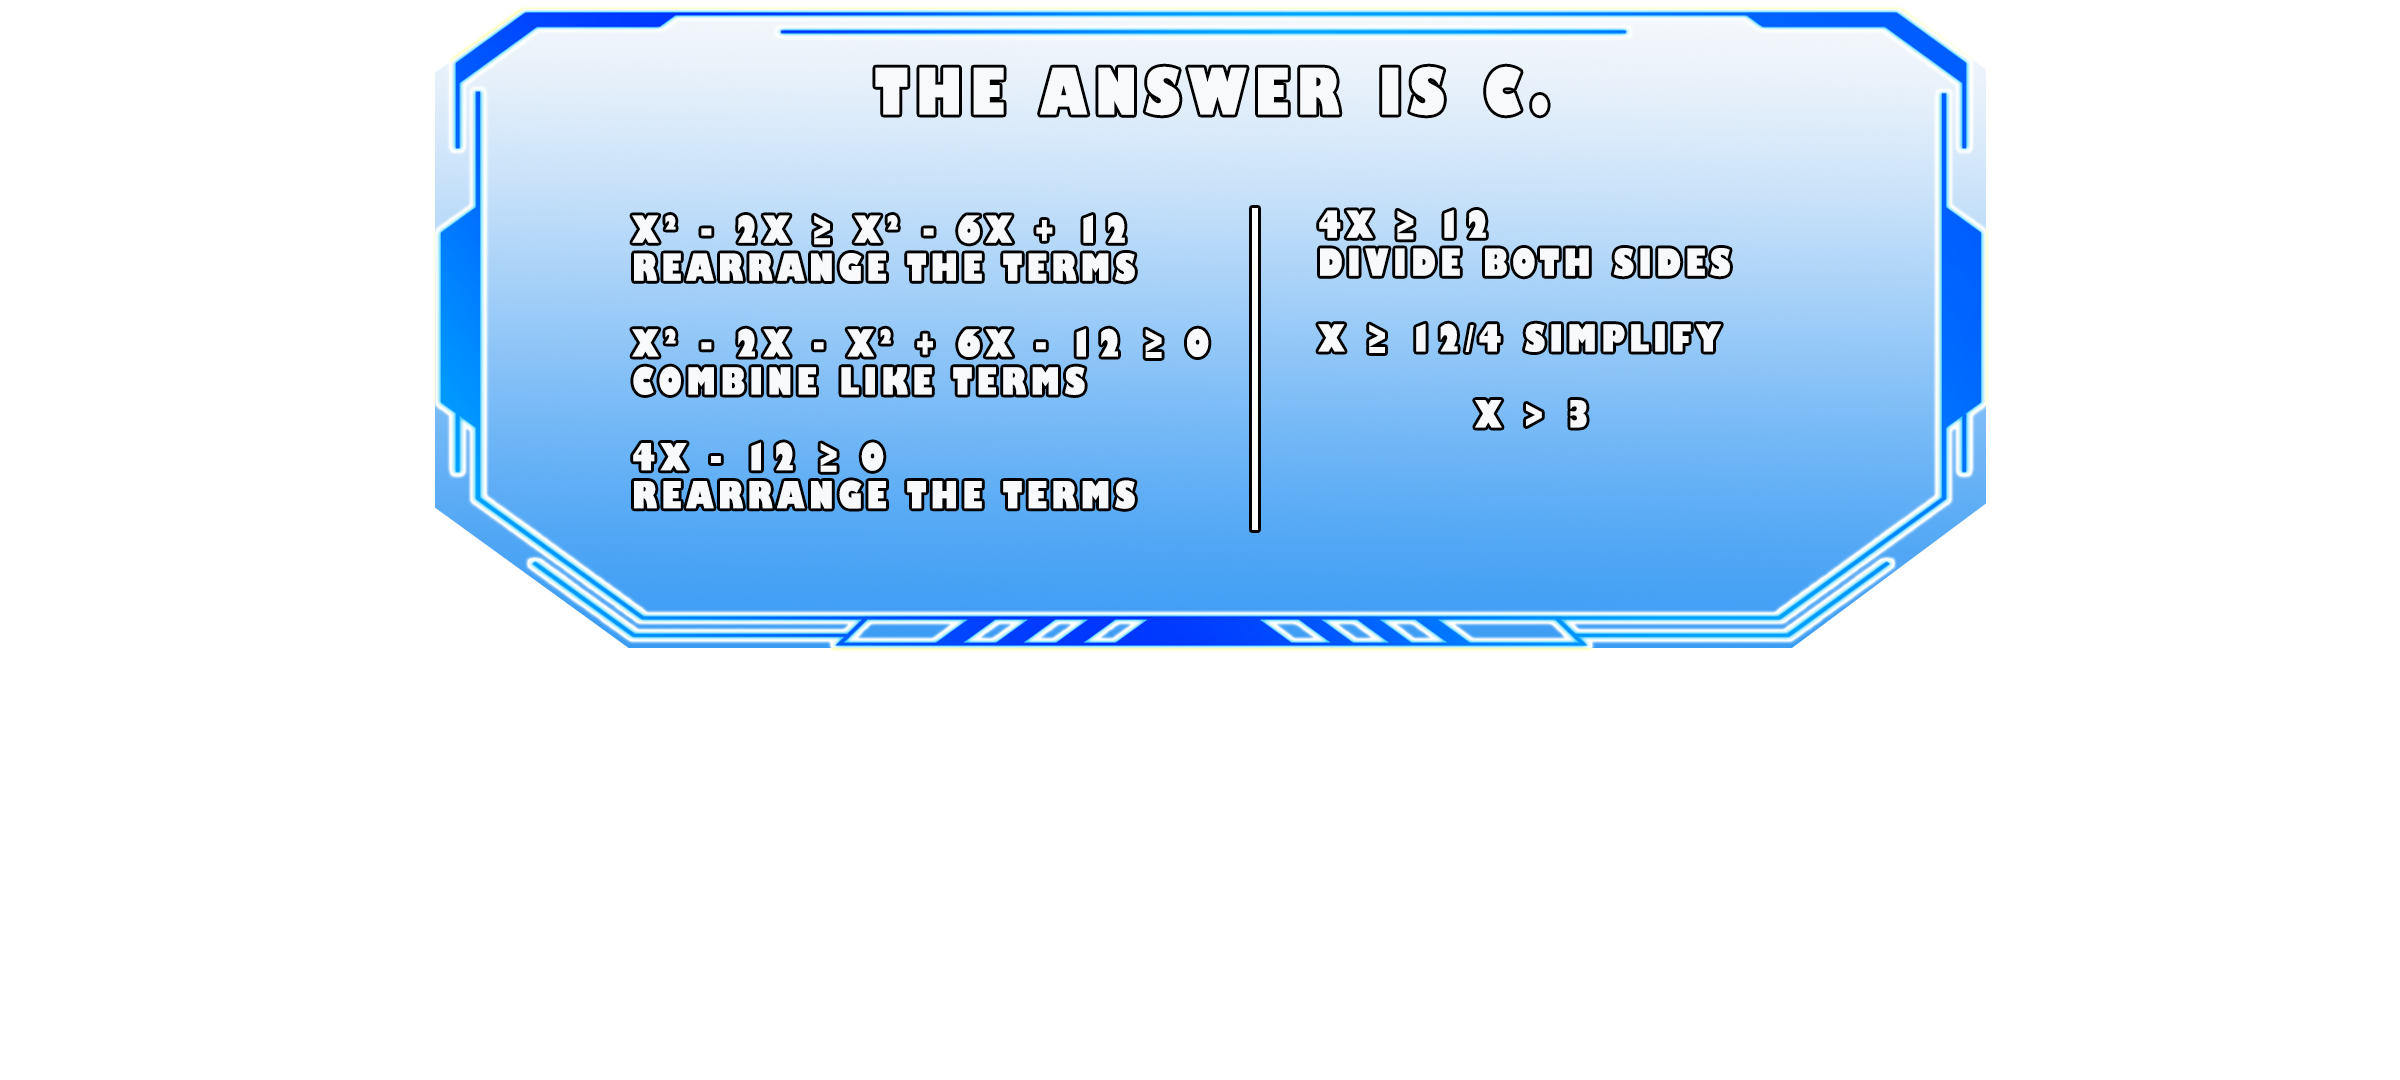 THE ANSWER IS C.
X² - 2X ≥ X² - 6X + 12
REARRANGE THE TERMS
X² - 2X - X² + 6X - 12 ≥ 0
COMBINE LIKE TERMS
4X - 12 ≥ 0
REARRANGE THE TERMS
4X ≥ 12
DIVIDE BOTH SIDES
X ≥ 12/4 SIMPLIFY
X > 3